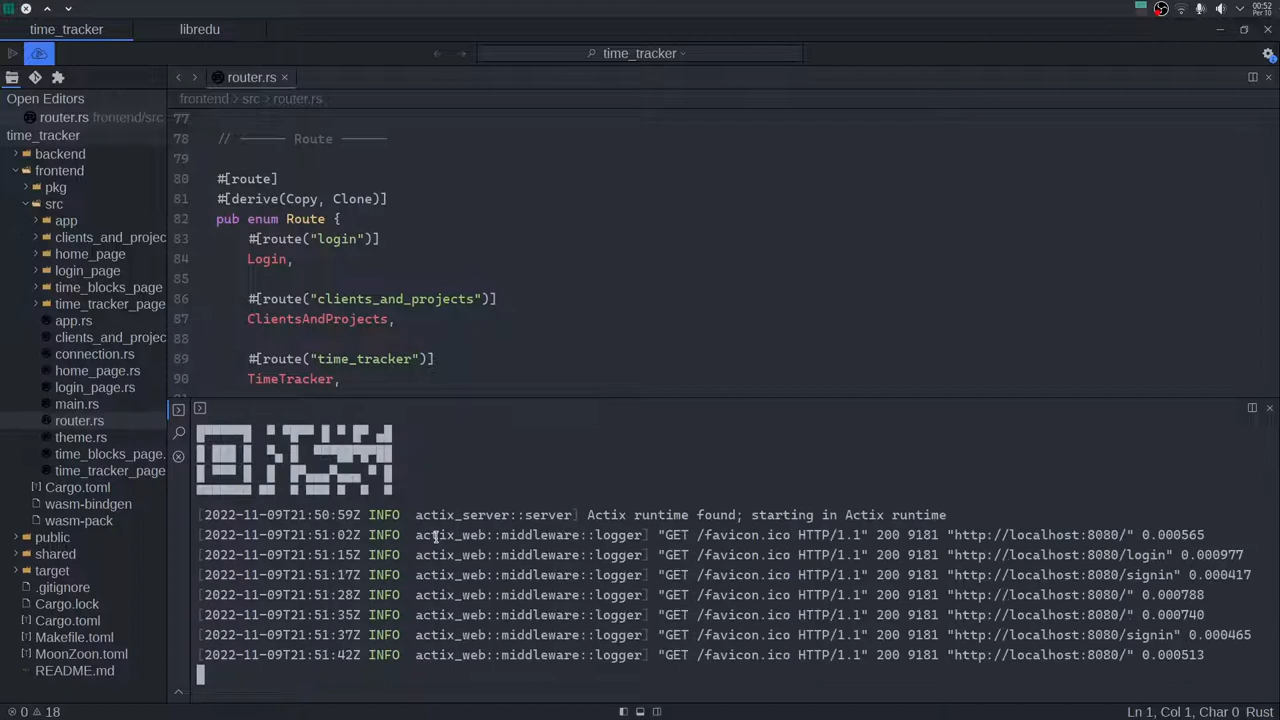 00:52
Per 10
time_tracker
libredu
time_tracker
router.rs
Open Editors
router.rs frontend/src
time_tracker
backend
frontend
pkg
src
app
clients_and_projec
home_page
login_page
time_blocks_page
time_tracker_page
app.rs
clients_and_projec
connection.rs
home_page.rs
login_page.rs
main.rs
router.rs
theme.rs
time_blocks_page.
time_tracker_page
Cargo.toml
wasm-bindgen
wasm-pack
public
shared
target
.gitignore
Cargo.lock
Cargo.toml
Makefile.toml
MoonZoon.toml
README.md
frontend › src › router.rs
77
78 // ────── Route ──────
79
80 #[route]
81 #[derive(Copy, Clone)]
82 pub enum Route {
83 #[route("login")]
84 Login,
85
86 #[route("clients_and_projects")]
87 ClientsAndProjects,
88
89 #[route("time_tracker")]
90 TimeTracker,
[2022-11-09T21:50:59Z INFO actix_server::server] Actix runtime found; starting in Actix runtime
[2022-11-09T21:51:02Z INFO actix_web::middleware::logger] "GET /favicon.ico HTTP/1.1" 200 9181 "http://localhost:8080/" 0.000565
[2022-11-09T21:51:15Z INFO actix_web::middleware::logger] "GET /favicon.ico HTTP/1.1" 200 9181 "http://localhost:8080/login" 0.000977
[2022-11-09T21:51:17Z INFO actix_web::middleware::logger] "GET /favicon.ico HTTP/1.1" 200 9181 "http://localhost:8080/signin" 0.000417
[2022-11-09T21:51:28Z INFO actix_web::middleware::logger] "GET /favicon.ico HTTP/1.1" 200 9181 "http://localhost:8080/" 0.000788
[2022-11-09T21:51:35Z INFO actix_web::middleware::logger] "GET /favicon.ico HTTP/1.1" 200 9181 "http://localhost:8080/" 0.000740
[2022-11-09T21:51:37Z INFO actix_web::middleware::logger] "GET /favicon.ico HTTP/1.1" 200 9181 "http://localhost:8080/signin" 0.000465
[2022-11-09T21:51:42Z INFO actix_web::middleware::logger] "GET /favicon.ico HTTP/1.1" 200 9181 "http://localhost:8080/" 0.000513
0 18
Ln 1, Col 1, Char 0 Rust